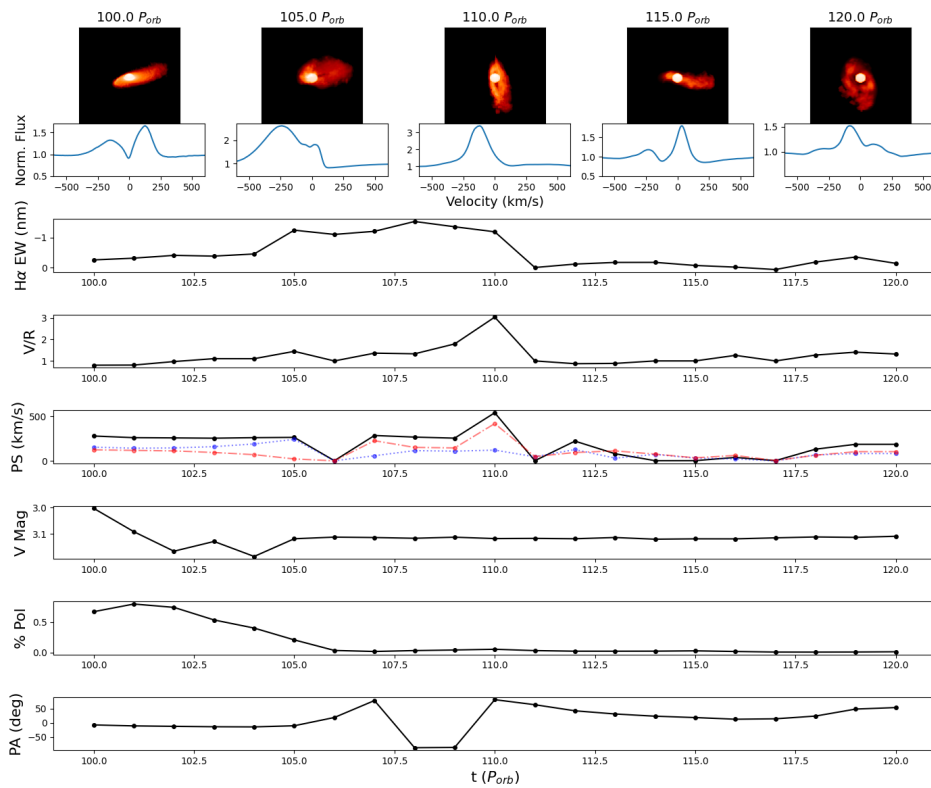 100.0 P_orb 105.0 P_orb 110.0 P_orb 115.0 P_orb 120.0 P_orb
Norm. Flux
1.5
1.0
0.5
−500 −250 0 250 500
2
1
−500 −250 0 250 500
3
2
1
−500 −250 0 250 500
1.5
1.0
0.5
−500 −250 0 250 500
1.5
1.0
−500 −250 0 250 500
Velocity (km/s)
Hα EW (nm)
−1
0
100.0 102.5 105.0 107.5 110.0 112.5 115.0 117.5 120.0
V/R
3
2
1
100.0 102.5 105.0 107.5 110.0 112.5 115.0 117.5 120.0
PS (km/s)
500
0
100.0 102.5 105.0 107.5 110.0 112.5 115.0 117.5 120.0
V Mag
3.0
3.1
100.0 102.5 105.0 107.5 110.0 112.5 115.0 117.5 120.0
% Pol
0.5
0.0
100.0 102.5 105.0 107.5 110.0 112.5 115.0 117.5 120.0
PA (deg)
50
0
−50
100.0 102.5 105.0 107.5 110.0 112.5 115.0 117.5 120.0
t (P_orb)